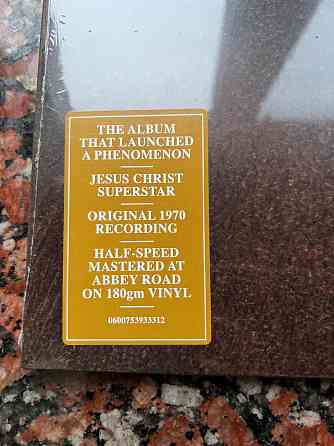 THE ALBUM
THAT LAUNCHED
A PHENOMENON
JESUS CHRIST
SUPERSTAR
ORIGINAL 1970
RECORDING
HALF-SPEED
MASTERED AT
ABBEY ROAD
ON 180gm VINYL
0600753933312